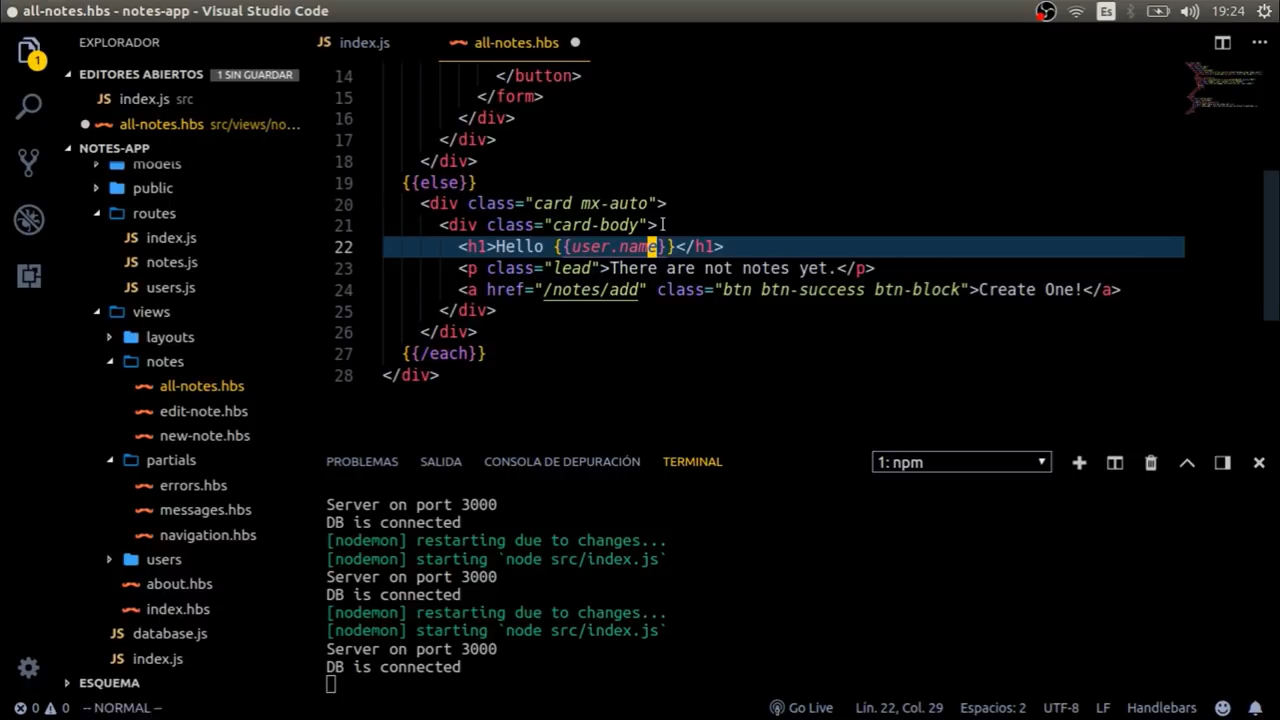 all-notes.hbs - notes-app - Visual Studio Code
Es
19:24
EXPLORADOR
EDITORES ABIERTOS 1 SIN GUARDAR
index.js src
all-notes.hbs src/views/no...
NOTES-APP
models
public
routes
index.js
notes.js
users.js
views
layouts
notes
all-notes.hbs
edit-note.hbs
new-note.hbs
partials
errors.hbs
messages.hbs
navigation.hbs
users
about.hbs
index.hbs
database.js
index.js
ESQUEMA
1
JS index.js
all-notes.hbs
14 </button>
15 </form>
16 </div>
17 </div>
18 </div>
19 {{else}}
20 <div class="card mx-auto">
21 <div class="card-body">
22 <h1>Hello {{user.name}}</h1>
23 <p class="lead">There are not notes yet.</p>
24 <a href="/notes/add" class="btn btn-success btn-block">Create One!</a>
25 </div>
26 </div>
27 {{/each}}
28 </div>
PROBLEMS SALIDA CONSOLA DE DEPURACIÓN TERMINAL
1: npm
Server on port 3000
DB is connected
[nodemon] restarting due to changes...
[nodemon] starting `node src/index.js`
Server on port 3000
DB is connected
[nodemon] restarting due to changes...
[nodemon] starting `node src/index.js`
Server on port 3000
DB is connected
0 0 -- NORMAL --
Go Live Lín. 22, Col. 29 Espacios: 2 UTF-8 LF Handlebars